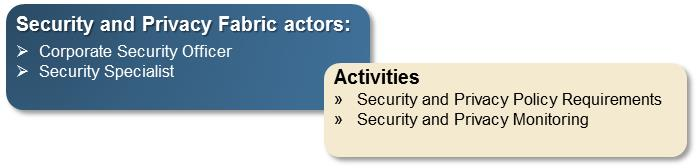 Security and Privacy Fabric actors:
➢ Corporate Security Officer
➢ Security Specialist
Activities
» Security and Privacy Policy Requirements
» Security and Privacy Monitoring